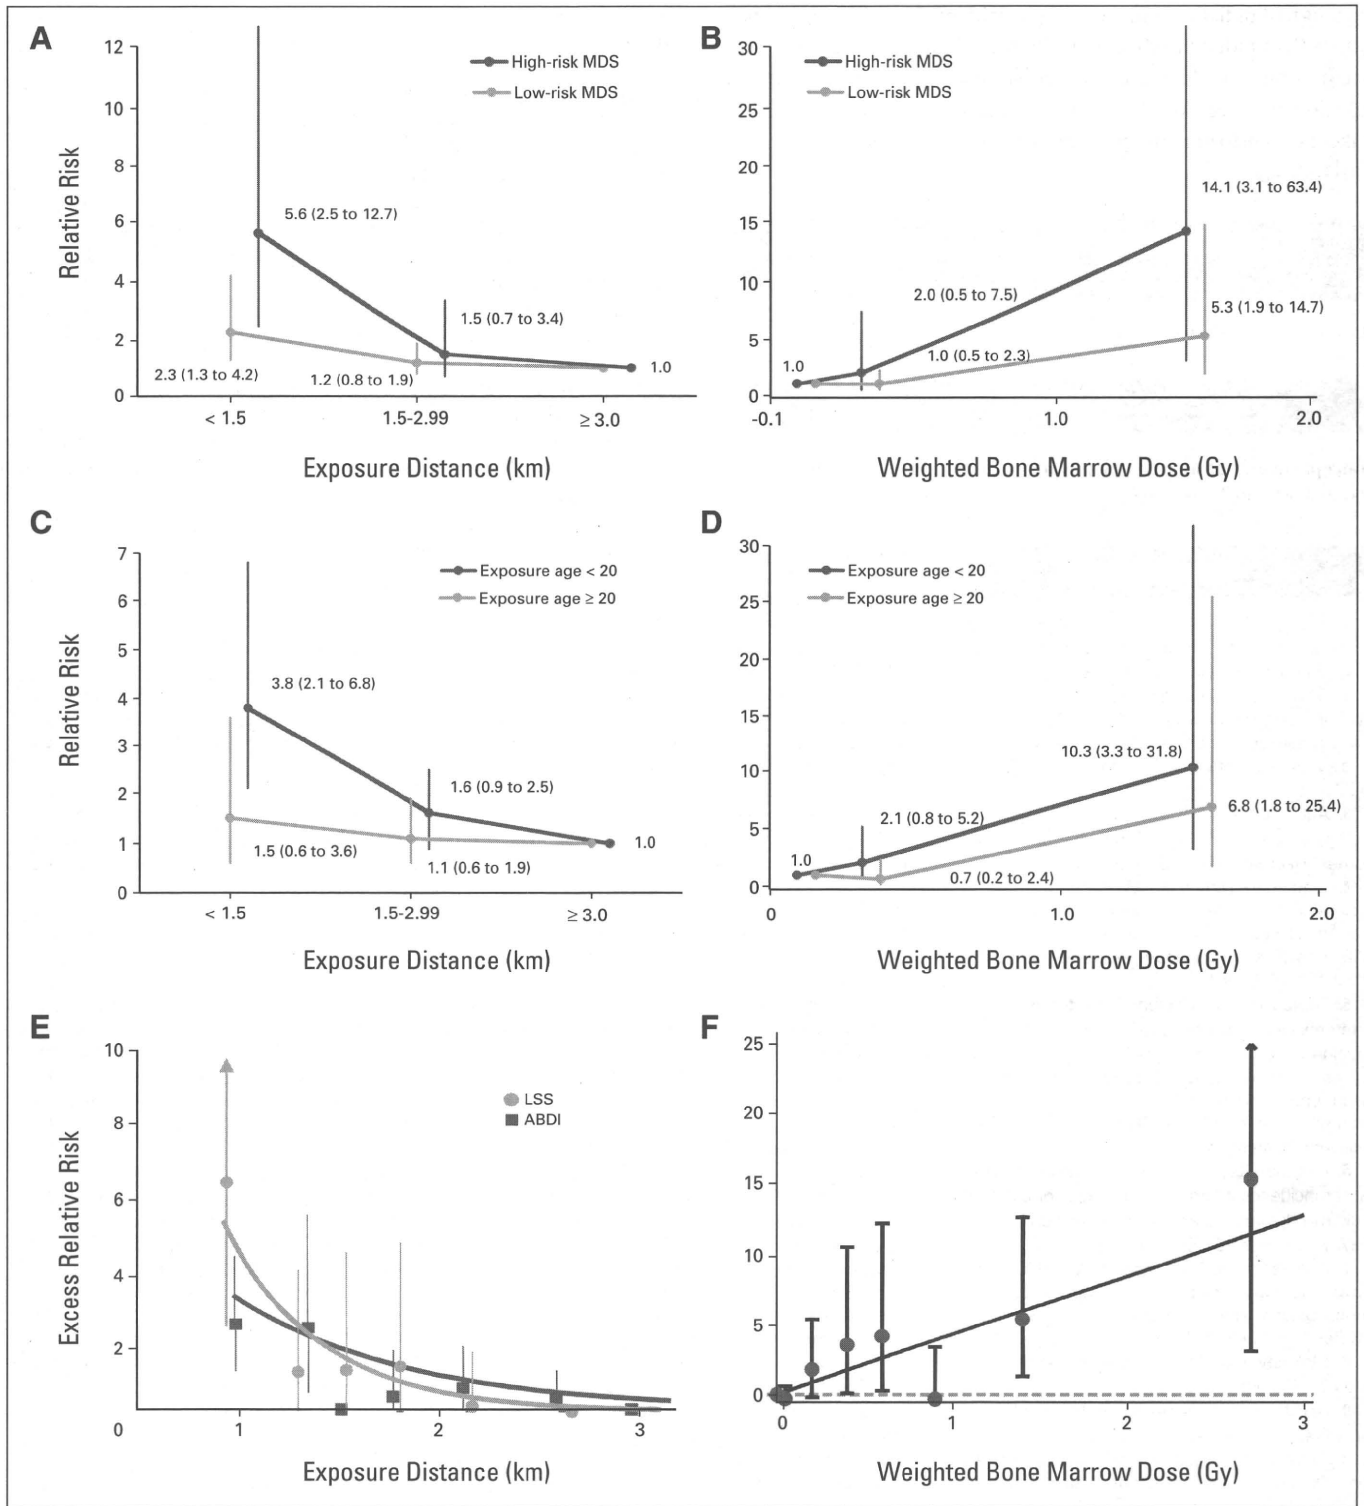 A
12
10
8
6
4
2
0
Relative Risk
High-risk MDS
Low-risk MDS
5.6 (2.5 to 12.7)
1.5 (0.7 to 3.4)
2.3 (1.3 to 4.2)
1.2 (0.8 to 1.9)
1.0
< 1.5
1.5-2.99
≥ 3.0
Exposure Distance (km)
B
30
25
20
15
10
5
0
High-risk MDS
Low-risk MDS
14.1 (3.1 to 63.4)
2.0 (0.5 to 7.5)
5.3 (1.9 to 14.7)
1.0 (0.5 to 2.3)
1.0
-0.1
1.0
2.0
Weighted Bone Marrow Dose (Gy)
C
7
6
5
4
3
2
1
0
Relative Risk
Exposure age < 20
Exposure age ≥ 20
3.8 (2.1 to 6.8)
1.6 (0.9 to 2.5)
1.5 (0.6 to 3.6)
1.1 (0.6 to 1.9)
1.0
< 1.5
1.5-2.99
≥ 3.0
Exposure Distance (km)
D
30
25
20
15
10
5
0
Exposure age < 20
Exposure age ≥ 20
10.3 (3.3 to 31.8)
2.1 (0.8 to 5.2)
6.8 (1.8 to 25.4)
1.0
0.7 (0.2 to 2.4)
0
1.0
2.0
Weighted Bone Marrow Dose (Gy)
E
10
8
6
4
2
0
Excess Relative Risk
LSS
ABDI
1
2
3
Exposure Distance (km)
F
25
20
15
10
5
0
0
1
2
3
Weighted Bone Marrow Dose (Gy)